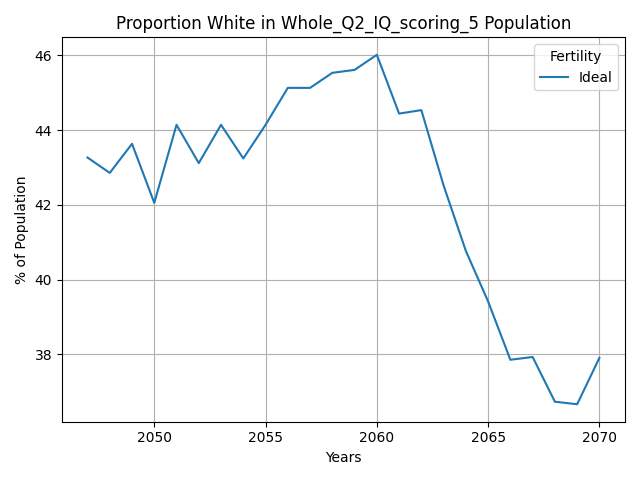 Proportion White in Whole_Q2_IQ_scoring_5 Population
Fertility
Ideal
46
44
42
40
38
% of Population
2050
2055
2060
2065
2070
Years